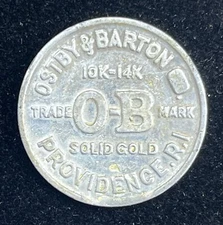 OSTBY & BARTON
10K-14K
TRADE O-B MARK
SOLID GOLD
PROVIDENCE, R.I.